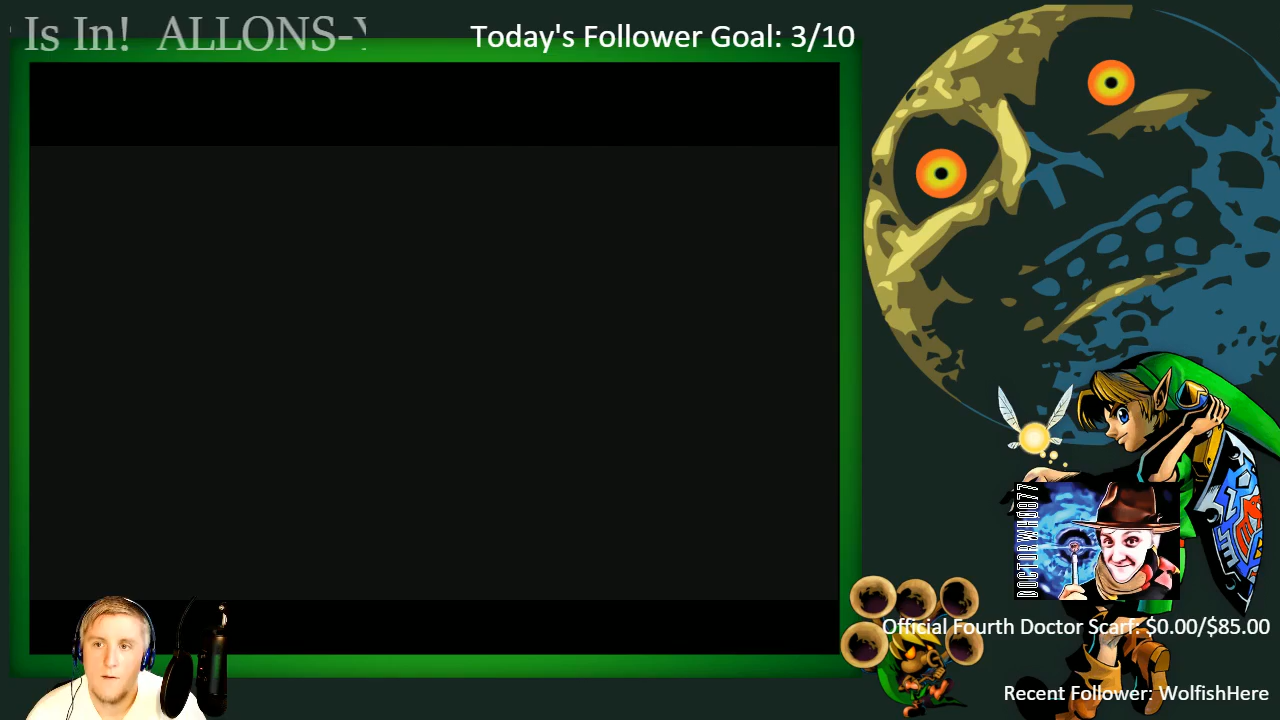 Is In! ALLONS-Y
Today's Follower Goal: 3/10
DOCTORWHO877
Official Fourth Doctor Scarf: $0.00/$85.00
Recent Follower: WolfishHere